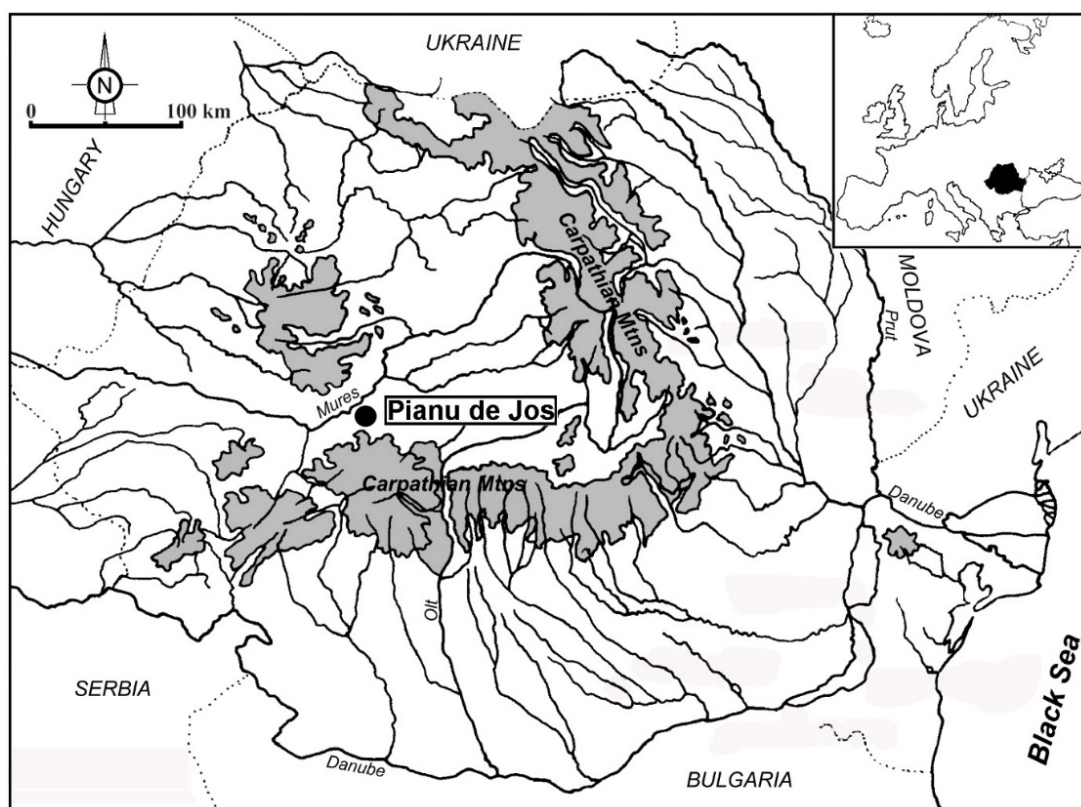 UKRAINE
N
0 100 km
HUNGARY
Carpathian Mtns
MOLDOVA
Prut
UKRAINE
Mures
Pianu de Jos
Carpathian Mtns
Danube
Olt
SERBIA
Black Sea
Danube
BULGARIA